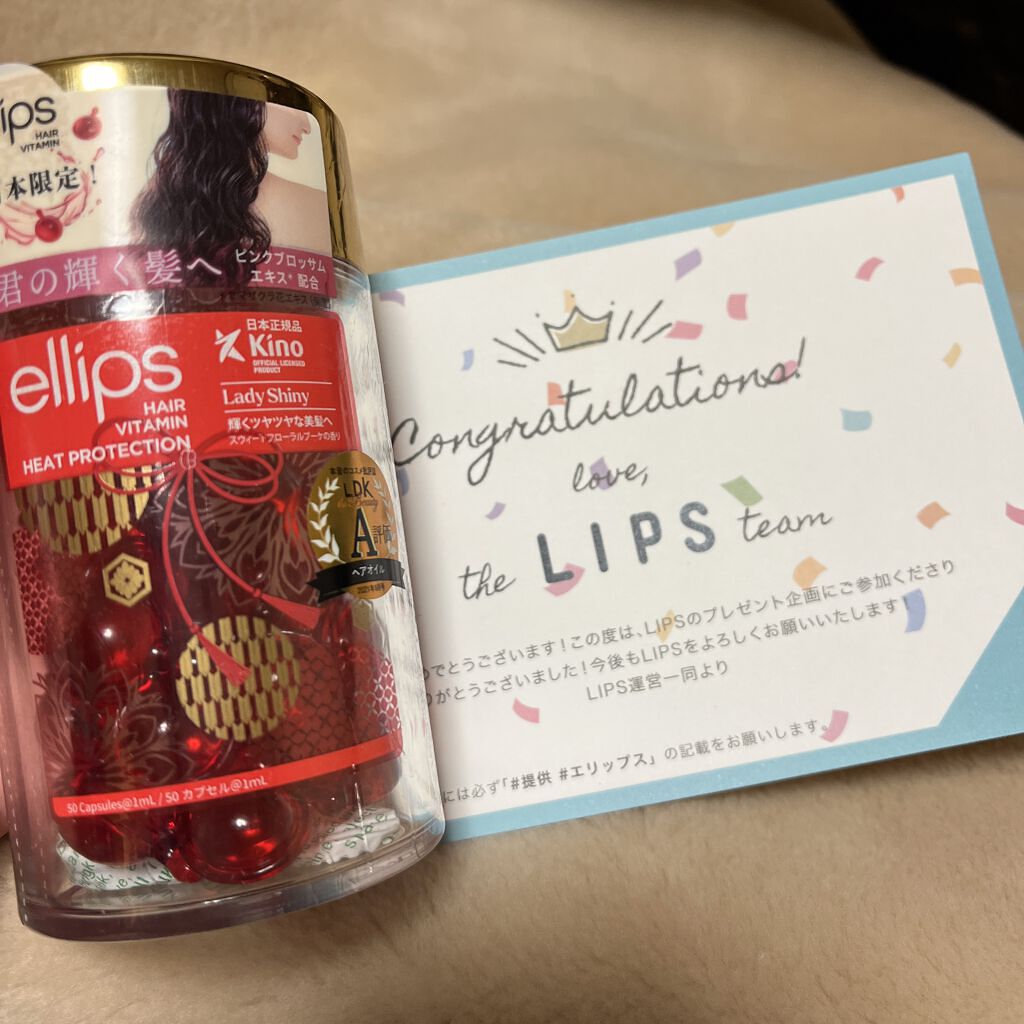 ips
HAIR
VITAMIN
本限定！
君の輝く髪へ
ピンクブロッサム
エキス*配合
ellips
HAIR
VITAMIN
HEAT PROTECTION
日本正規品
Kino
OFFICIAL LICENSED
PRODUCT
Lady Shiny
輝くツヤツヤな美髪へ
スウィートフローラルブーケの香り
LDK
the Beauty
A評価
ヘアオイル
50 Capsules@1mL / 50 カプセル@1mL
Congratulations!
love,
the LIPS team
めでとうございます！この度は、LIPSのプレゼント企画にご参加くださり
りがとうございました！今後もLIPSをよろしくお願いいたします！
LIPS運営一同より
には必ず「#提供 #エリップス」の記載をお願いします。